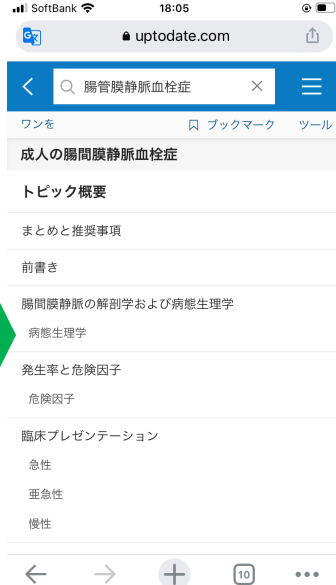 SoftBank 18:05
uptodate.com
腸管膜静脈血栓症
ワンを ブックマーク ツール
成人の腸間膜静脈血栓症
トピック概要
まとめと推奨事項
前書き
腸間膜静脈の解剖学および病態生理学
病態生理学
発生率と危険因子
危険因子
臨床プレゼンテーション
急性
亜急性
慢性
10